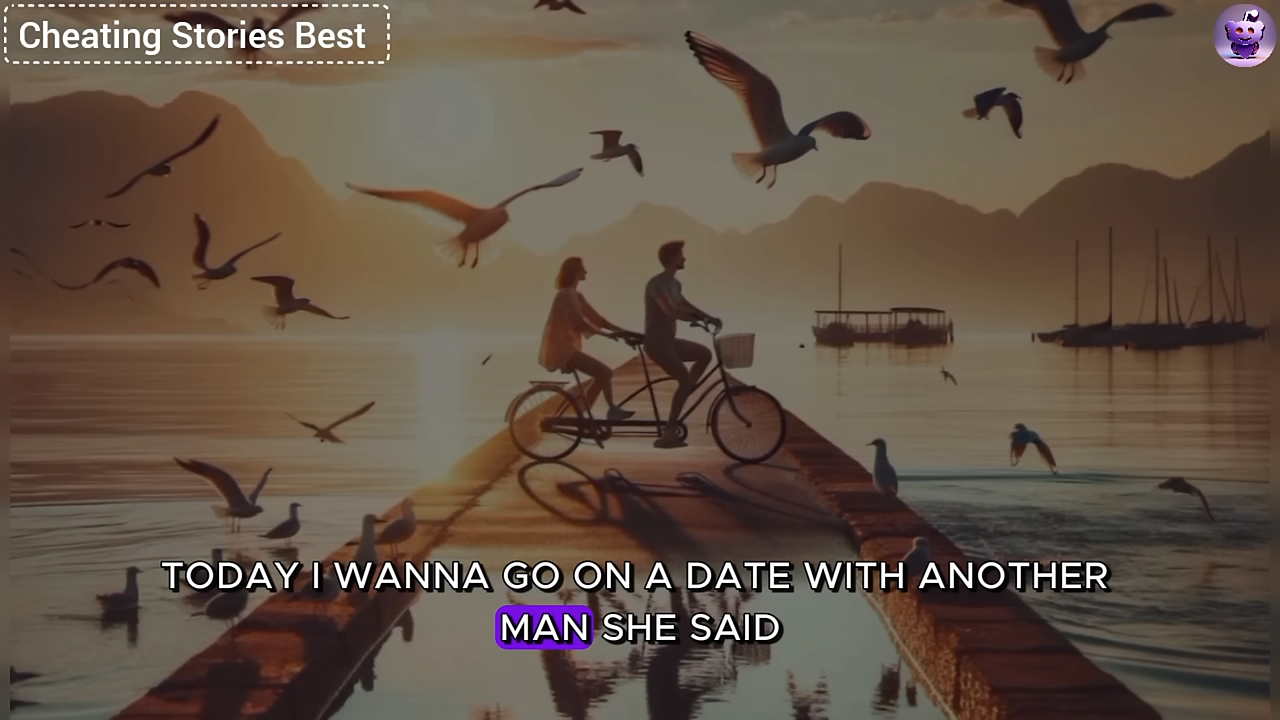 Cheating Stories Best
TODAY I WANNA GO ON A DATE WITH ANOTHER
MAN SHE SAID